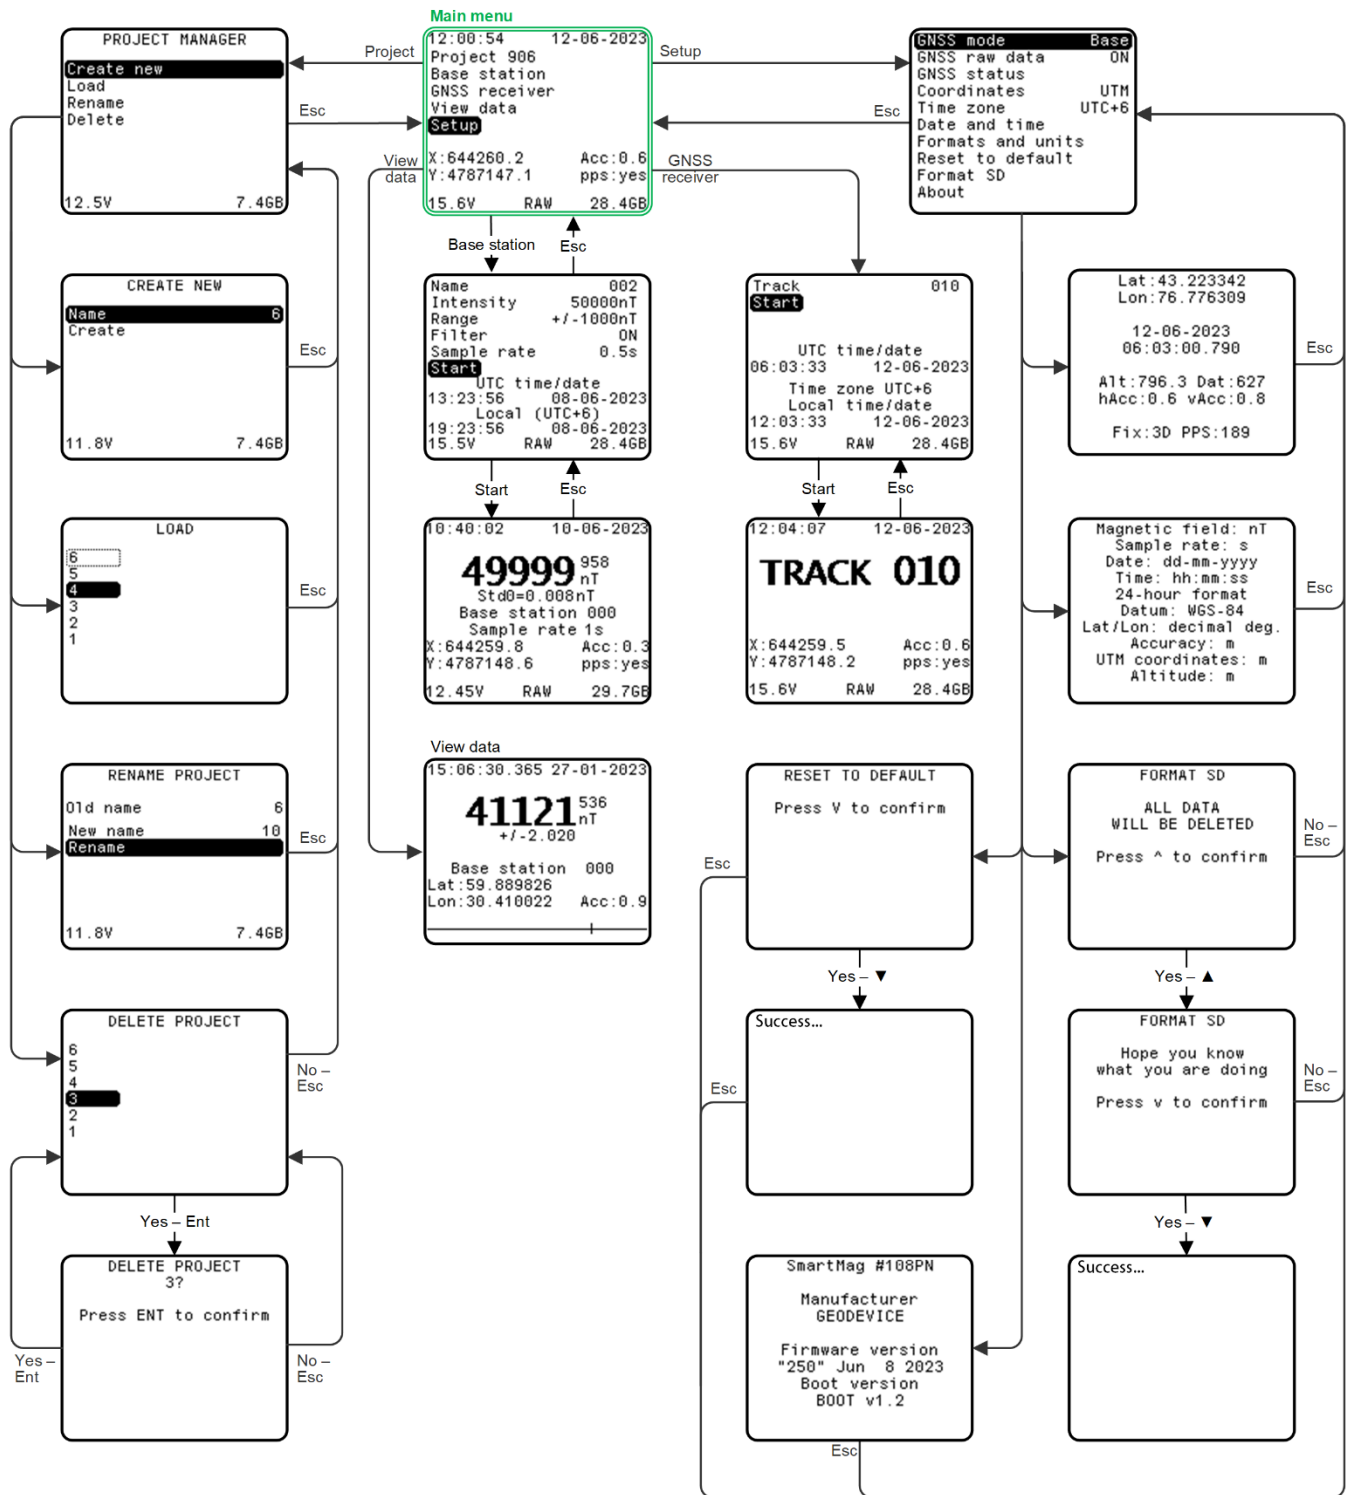 Main menu
PROJECT MANAGER
Create new
Load
Rename
Delete
12.5V 7.4GB
Project
Esc
12:00:54 12-06-2023
Project 906
Base station
GNSS receiver
View data
Setup
X:644260.2 Acc:0.6
Y:4787147.1 pps:yes
15.6V RAW 28.4GB
Setup
Esc
View
data
GNSS
receiver
GNSS mode Base
GNSS raw data ON
GNSS status
Coordinates UTM
Time zone UTC+6
Date and time
Formats and units
Reset to default
Format SD
About
Base station
Esc
CREATE NEW
Name 6
Create
11.8V 7.4GB
Esc
Name 002
Intensity 50000nT
Range +/-1000nT
Filter ON
Sample rate 0.5s
Start
UTC time/date
13:23:56 08-06-2023
Local (UTC+6)
19:23:56 08-06-2023
15.5V RAW 28.4GB
Track 010
Start
UTC time/date
06:03:33 12-06-2023
Time zone UTC+6
Local time/date
12:03:33 12-06-2023
15.6V RAW 28.4GB
Lat:43.223342
Lon:76.776309
12-06-2023
06:03:00.790
Alt:796.3 Dat:627
hAcc:0.6 vAcc:0.8
Fix:3D PPS:189
Esc
Start
Esc
Start
Esc
LOAD
6
5
4
3
2
1
Esc
10:40:02 10-06-2023
49999 958
nT
Std0=0.008nT
Base station 000
Sample rate 1s
X:644259.8 Acc:0.3
Y:4787148.6 pps:yes
12.45V RAW 29.7GB
12:04:07 12-06-2023
TRACK 010
X:644259.5 Acc:0.6
Y:4787148.2 pps:yes
15.6V RAW 28.4GB
Magnetic field: nT
Sample rate: s
Date: dd-mm-yyyy
Time: hh:mm:ss
24-hour format
Datum: WGS-84
Lat/Lon: decimal deg.
Accuracy: m
UTM coordinates: m
Altitude: m
Esc
RENAME PROJECT
Old name 6
New name 10
Rename
11.8V 7.4GB
Esc
View data
15:06:30.365 27-01-2023
41121 536
nT
+/-2.020
Base station 000
Lat:59.889826
Lon:30.410022 Acc:0.9
RESET TO DEFAULT
Press V to confirm
Esc
FORMAT SD
ALL DATA
WILL BE DELETED
Press ^ to confirm
No –
Esc
Yes – ▼
Yes – ▲
DELETE PROJECT
6
5
4
3
2
1
No –
Esc
Success...
Esc
FORMAT SD
Hope you know
what you are doing
Press v to confirm
No –
Esc
Yes – Ent
Yes – ▼
DELETE PROJECT
3?
Press ENT to confirm
Yes –
Ent
No –
Esc
SmartMag #108PN
Manufacturer
GEODEVICE
Firmware version
"250" Jun 8 2023
Boot version
BOOT v1.2
Esc
Success...